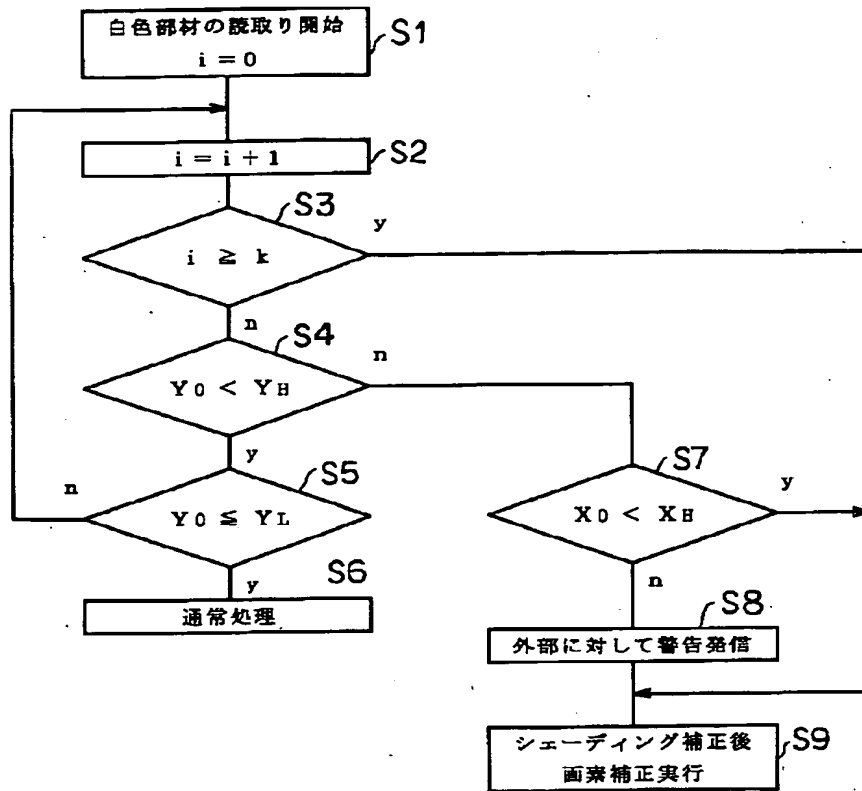 白色部材の読取り開始
i = 0
S1
i = i + 1
S2
S3
y
i ≧ k
n
S4
n
Y0 < YH
y
S5
n
Y0 ≦ YL
S7
y
X0 < XH
y
S6
n
通常処理
S8
外部に対して警告発信
シェーディング補正後
画素補正実行
S9